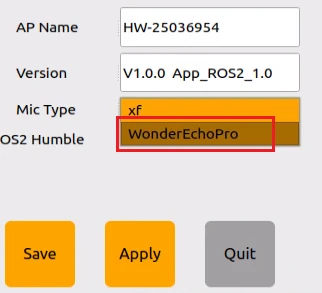 AP Name HW-25036954
Version V1.0.0 App_ROS2_1.0
Mic Type xf
OS2 Humble WonderEchoPro
Save Apply Quit